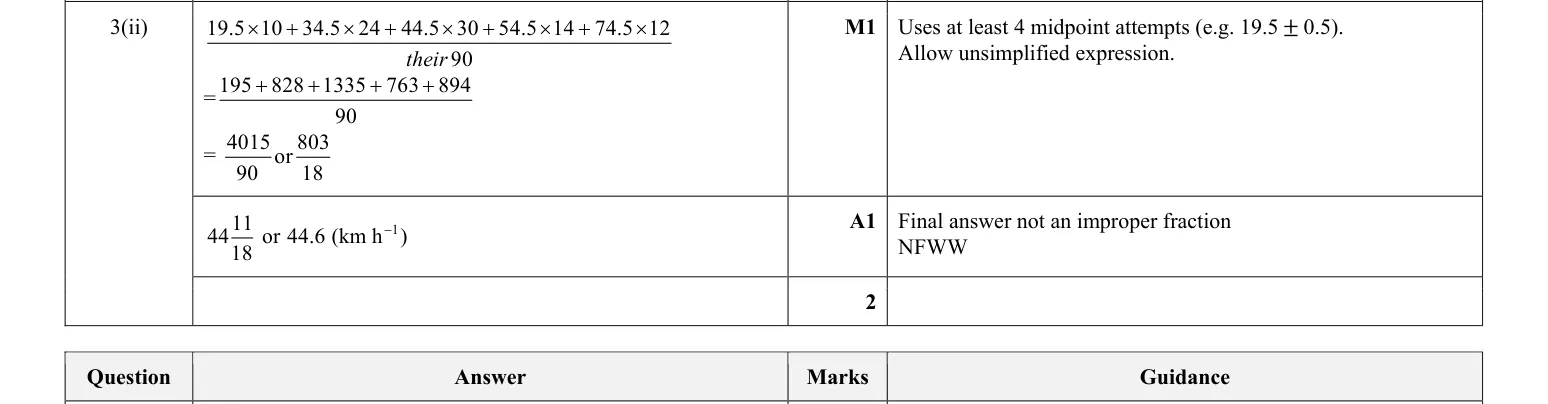 3(ii)
19.5×10+34.5×24+44.5×30+54.5×14+74.5×12
their 90
M1
Uses at least 4 midpoint attempts (e.g. 19.5 ± 0.5).
Allow unsimplified expression.
= 195+828+1335+763+894
90
= 4015 or 803
90 18
44 11/18 or 44.6 (km h⁻¹)
A1
Final answer not an improper fraction
NFWW
2
Question Answer Marks Guidance